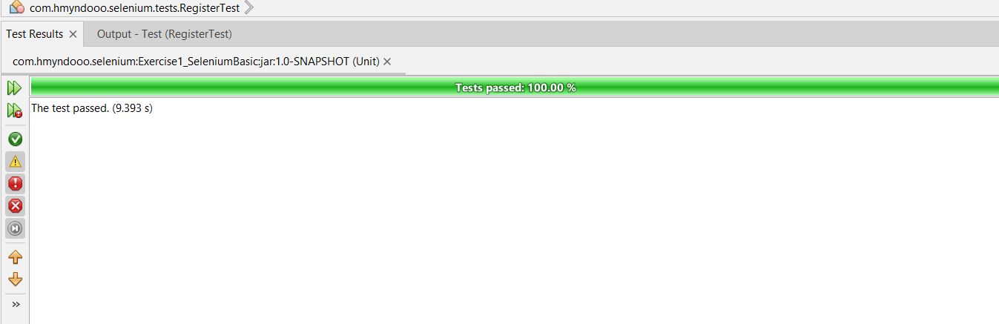 com.hmyndooo.selenium.tests.RegisterTest
Test Results Output - Test (RegisterTest)
com.hmyndooo.selenium:Exercise1_SeleniumBasic:jar:1.0-SNAPSHOT (Unit)
Tests passed: 100.00 %
The test passed. (9.393 s)